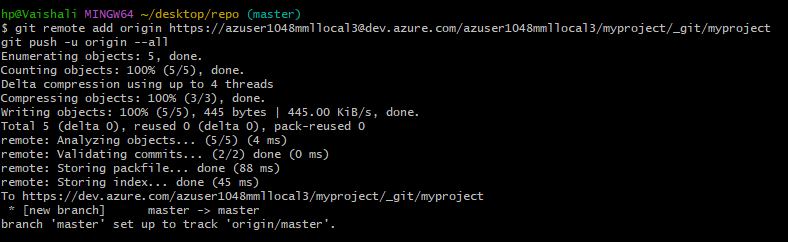 hp@Vaishali MINGW64 ~/desktop/repo (master)
$ git remote add origin https://azuser1048mmllocal3@dev.azure.com/azuser1048mmllocal3/myproject/_git/myproject
git push -u origin --all
Enumerating objects: 5, done.
Counting objects: 100% (5/5), done.
Delta compression using up to 4 threads
Compressing objects: 100% (3/3), done.
Writing objects: 100% (5/5), 445 bytes | 445.00 KiB/s, done.
Total 5 (delta 0), reused 0 (delta 0), pack-reused 0
remote: Analyzing objects... (5/5) (4 ms)
remote: Validating commits... (2/2) done (0 ms)
remote: Storing packfile... done (88 ms)
remote: Storing index... done (45 ms)
To https://dev.azure.com/azuser1048mmllocal3/myproject/_git/myproject
 * [new branch]      master -> master
branch 'master' set up to track 'origin/master'.